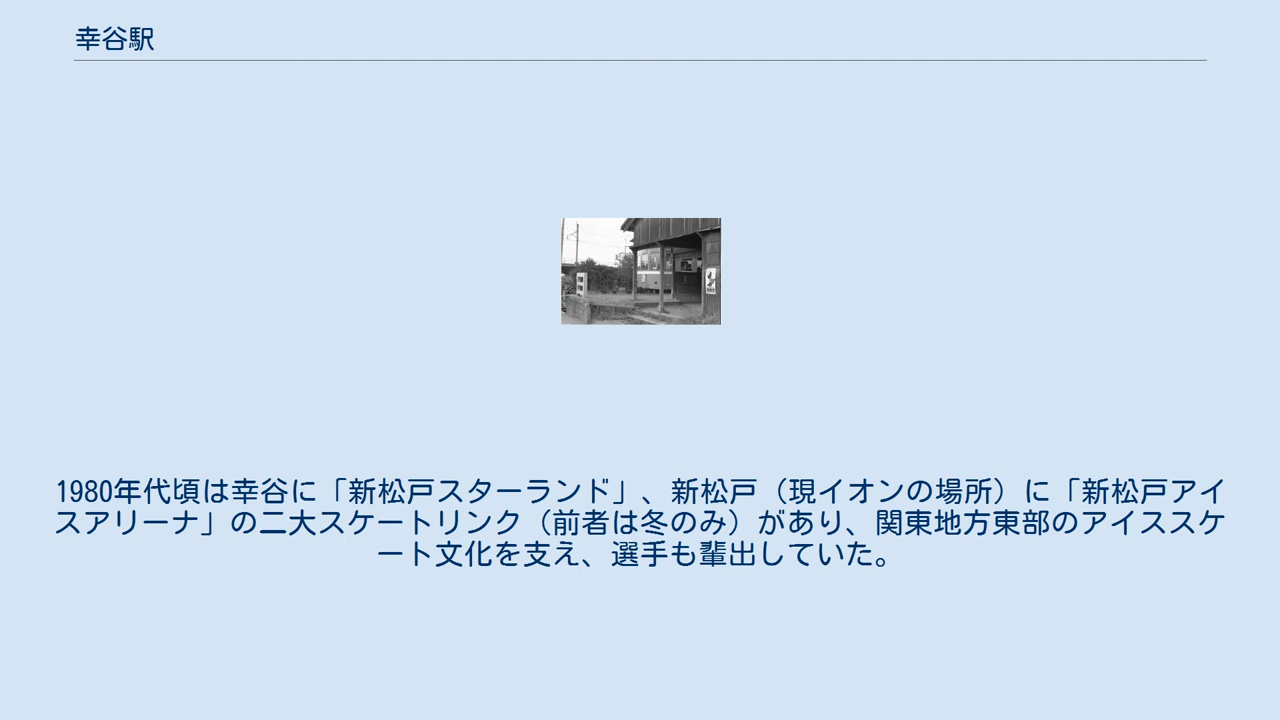 幸谷駅
1980年代頃は幸谷に「新松戸スターランド」、新松戸（現イオンの場所）に「新松戸アイ
スアリーナ」の二大スケートリンク（前者は冬のみ）があり、関東地方東部のアイススケ
ート文化を支え、選手も輩出していた。